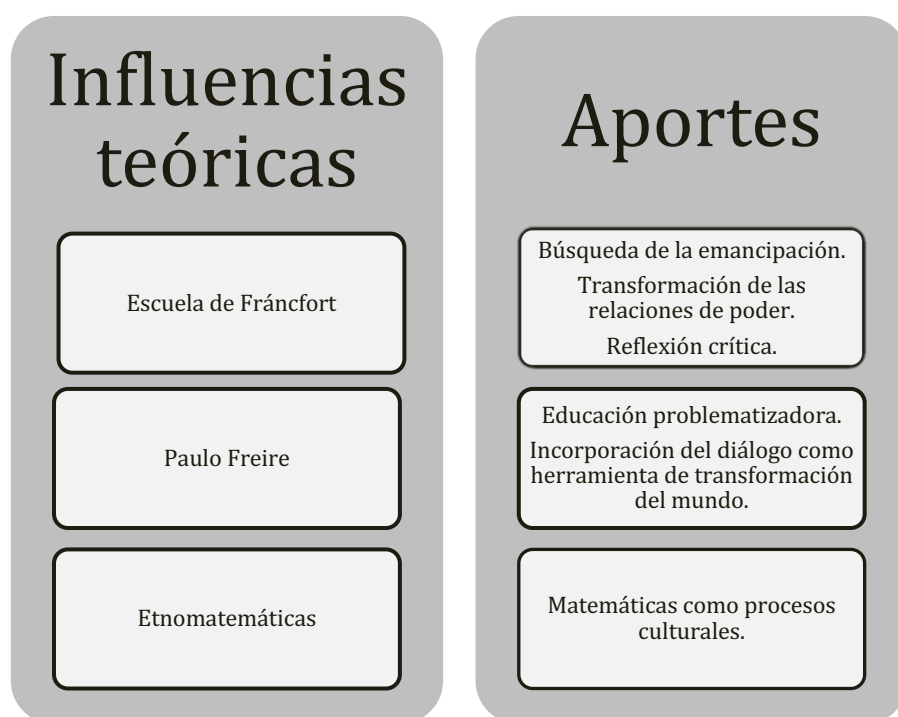 Influencias
teóricas
Escuela de Fráncfort
Paulo Freire
Etnomatemáticas
Aportes
Búsqueda de la emancipación.
Transformación de las
relaciones de poder.
Reflexión crítica.
Educación problematizadora.
Incorporación del diálogo como
herramienta de transformación
del mundo.
Matemáticas como procesos
culturales.